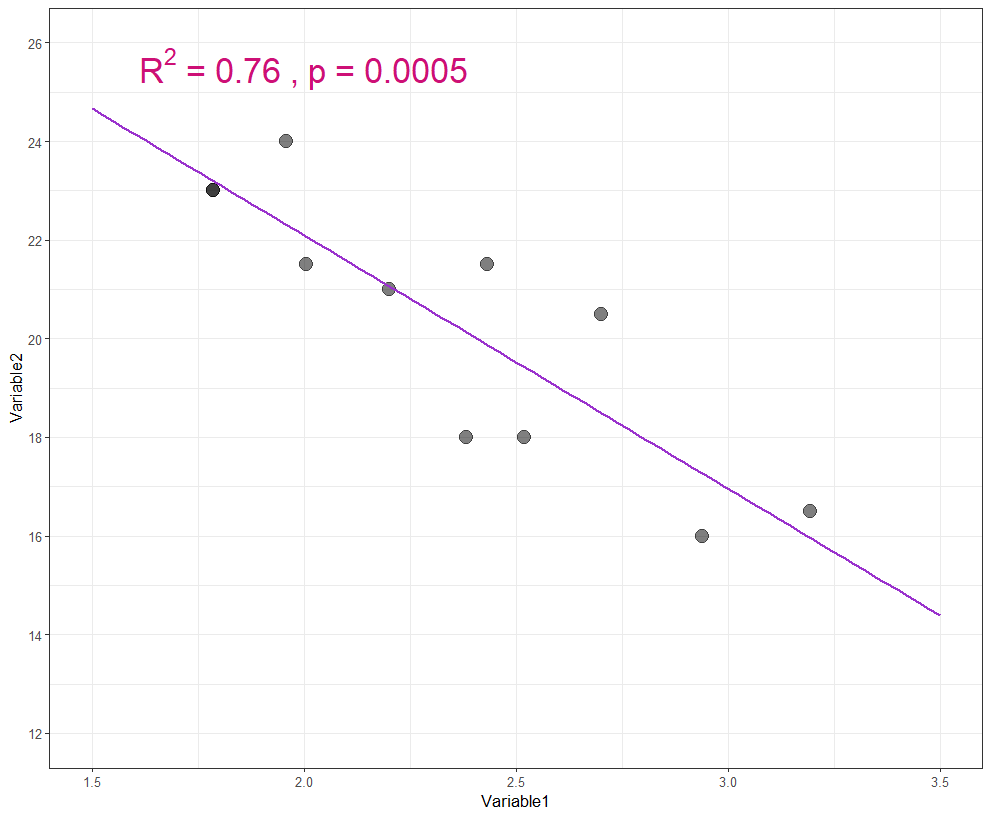 R² = 0.76 , p = 0.0005
26
24
22
20
18
16
14
12
Variable2
1.5 2.0 2.5 3.0 3.5
Variable1